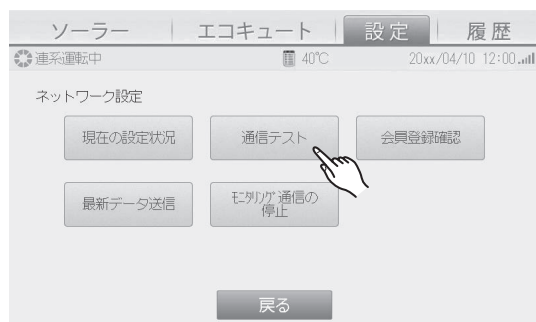 ソーラー エコキュート 設定 履歴
連系運転中 40℃ 20xx/04/10 12:00
ネットワーク設定
現在の設定状況 通信テスト 会員登録確認
最新データ送信 ﾓﾆﾀﾘﾝｸﾞ通信の
停止
戻る